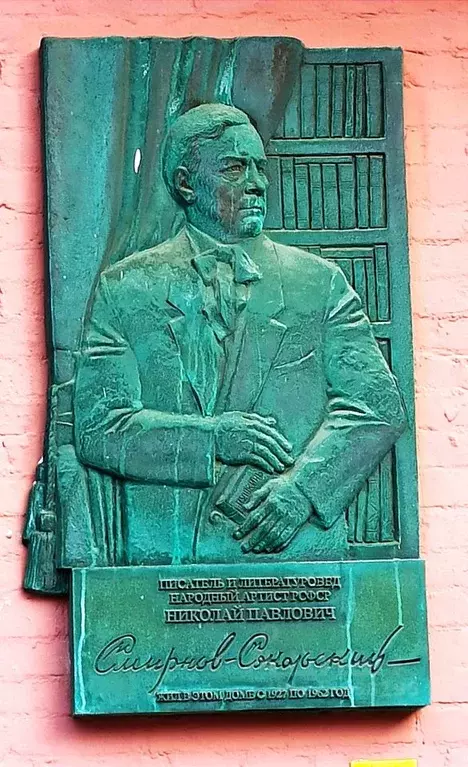 ПИСАТЕЛЬ И ЛИТЕРАТУРОВЕД
НАРОДНЫЙ АРТИСТ РСФСР
НИКОЛАЙ ПАВЛОВИЧ
Смирнов-Сокольский
ЖИЛ В ЭТОМ ДОМЕ С 1927 ПО 1962 ГОД